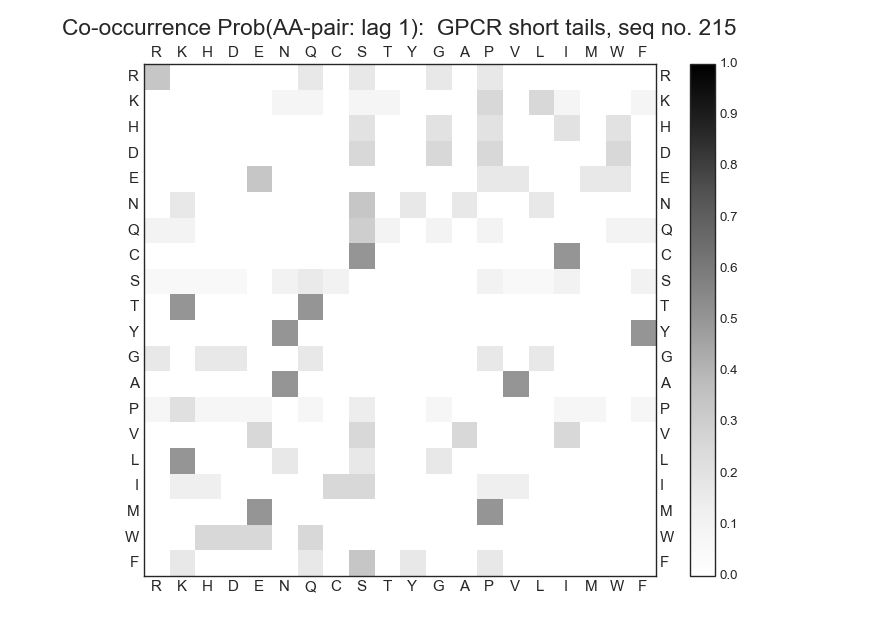 Co-occurrence Prob(AA-pair: lag 1):  GPCR short tails, seq no. 215
R K H D E N Q C S T Y G A P V L I M W F
1.0
R R
0.9
K K
H H
0.8
D D
E E
0.7
N N
Q Q
0.6
C C
S S
0.5
T T
Y Y
0.4
G G
A A
0.3
P P
V V
0.2
L L
I I
0.1
M M
W W
F F
0.0
R K H D E N Q C S T Y G A P V L I M W F